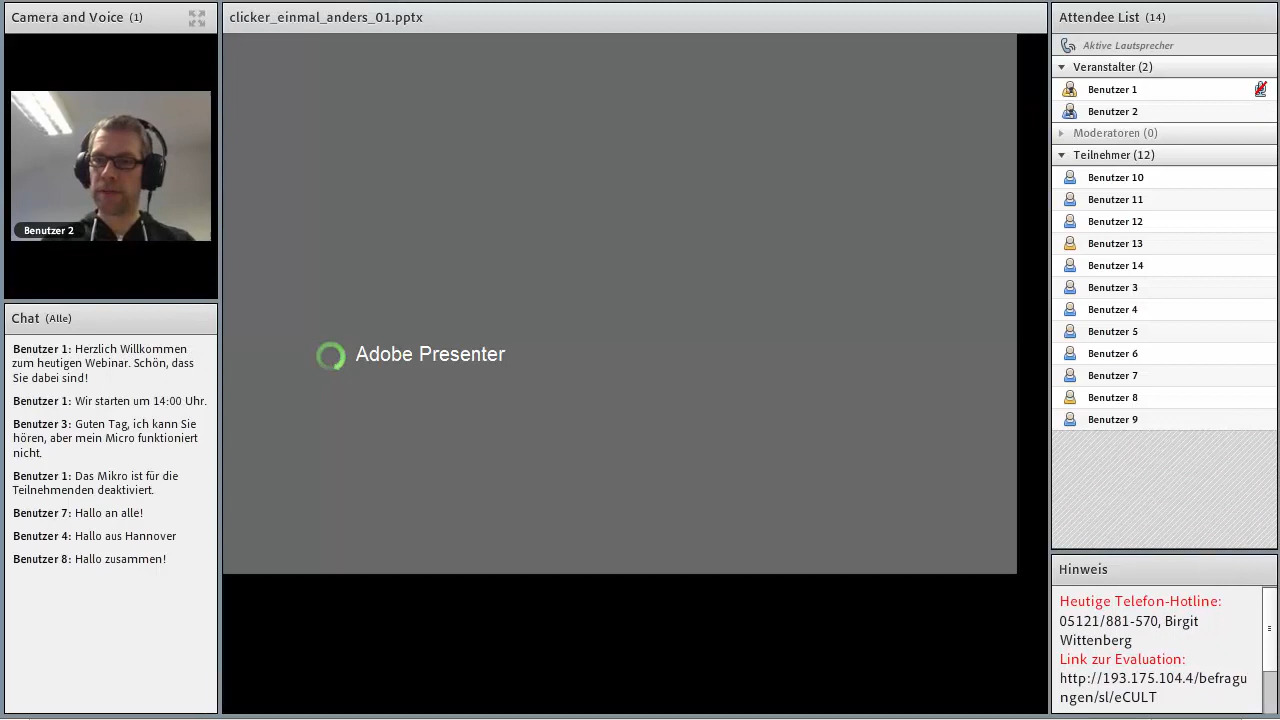 Camera and Voice (1)
Benutzer 2
Chat (Alle)
Benutzer 1: Herzlich Willkommen
zum heutigen Webinar. Schön, dass
Sie dabei sind!
Benutzer 1: Wir starten um 14:00 Uhr.
Benutzer 3: Guten Tag, ich kann Sie
hören, aber mein Micro funktioniert
nicht.
Benutzer 1: Das Mikro ist für die
Teilnehmenden deaktiviert.
Benutzer 7: Hallo an alle!
Benutzer 4: Hallo aus Hannover
Benutzer 8: Hallo zusammen!
clicker_einmal_anders_01.pptx
Adobe Presenter
Attendee List (14)
Aktive Lautsprecher
Veranstalter (2)
Benutzer 1
Benutzer 2
Moderatoren (0)
Teilnehmer (12)
Benutzer 10
Benutzer 11
Benutzer 12
Benutzer 13
Benutzer 14
Benutzer 3
Benutzer 4
Benutzer 5
Benutzer 6
Benutzer 7
Benutzer 8
Benutzer 9
Hinweis
Heutige Telefon-Hotline:
05121/881-570, Birgit
Wittenberg
Link zur Evaluation:
http://193.175.104.4/befragu
ngen/sl/eCULT